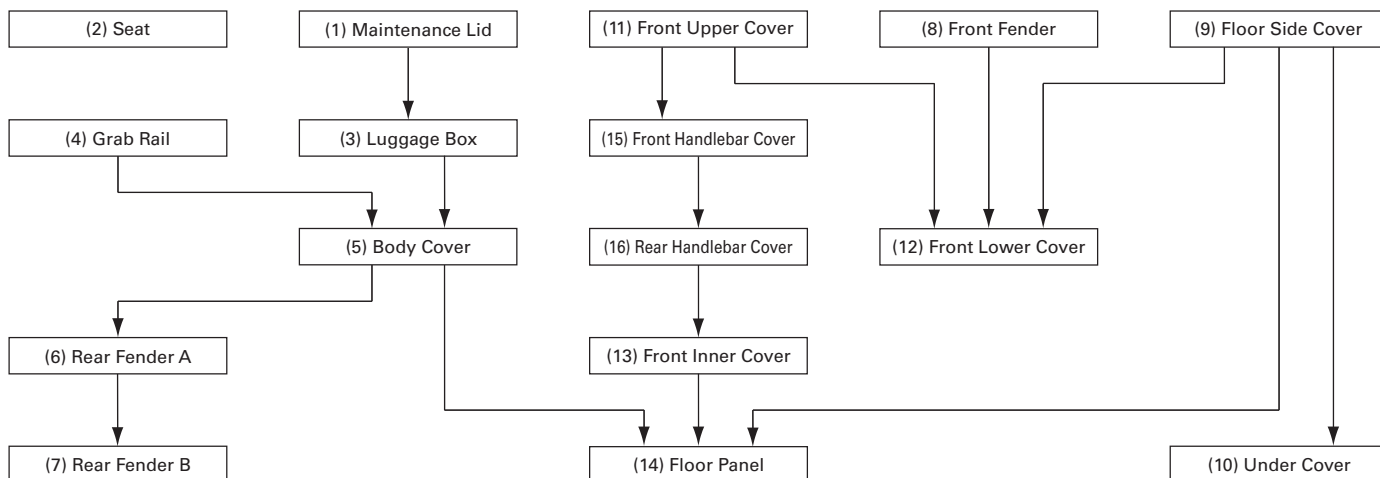 (2) Seat
(1) Maintenance Lid
(11) Front Upper Cover
(8) Front Fender
(9) Floor Side Cover
(4) Grab Rail
(3) Luggage Box
(15) Front Handlebar Cover
(5) Body Cover
(16) Rear Handlebar Cover
(12) Front Lower Cover
(6) Rear Fender A
(13) Front Inner Cover
(7) Rear Fender B
(14) Floor Panel
(10) Under Cover